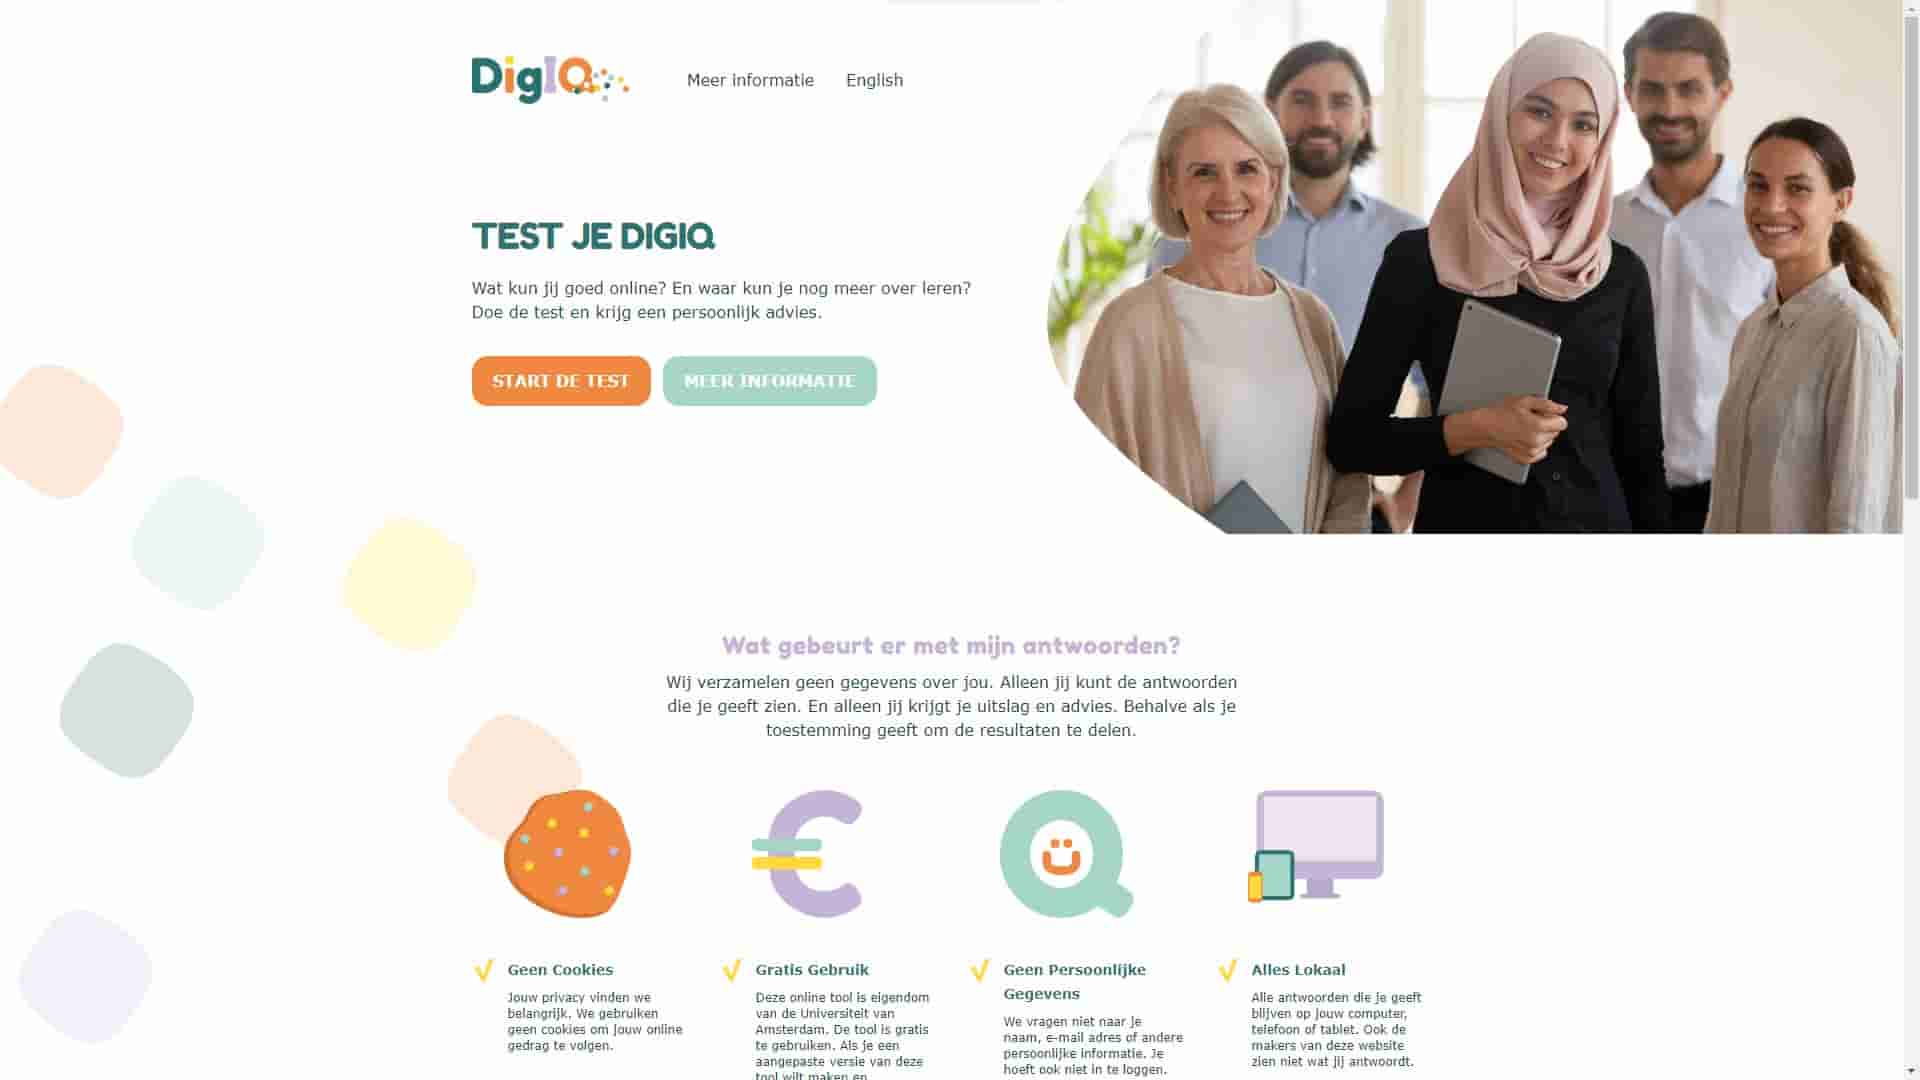 DigIQ
Meer informatie
English
TEST JE DIGIQ
Wat kun jij goed online? En waar kun je nog meer over leren?
Doe de test en krijg een persoonlijk advies.
START DE TEST
MEER INFORMATIE
Wat gebeurt er met mijn antwoorden?
Wij verzamelen geen gegevens over jou. Alleen jij kunt de antwoorden
die je geeft zien. En alleen jij krijgt je uitslag en advies. Behalve als je
toestemming geeft om de resultaten te delen.
Geen Cookies
Jouw privacy vinden we
belangrijk. We gebruiken
geen cookies om jouw online
gedrag te volgen.
Gratis Gebruik
Deze online tool is eigendom
van de Universiteit van
Amsterdam. De tool is gratis
te gebruiken. Als je een
aangepaste versie van deze
tool wilt maken en
Geen Persoonlijke
Gegevens
We vragen niet naar je
naam, e-mail adres of andere
persoonlijke informatie. Je
hoeft ook niet in te loggen.
Alles Lokaal
Alle antwoorden die je geeft
blijven op jouw computer,
telefoon of tablet. Ook de
makers van deze website
zien niet wat jij antwoordt.